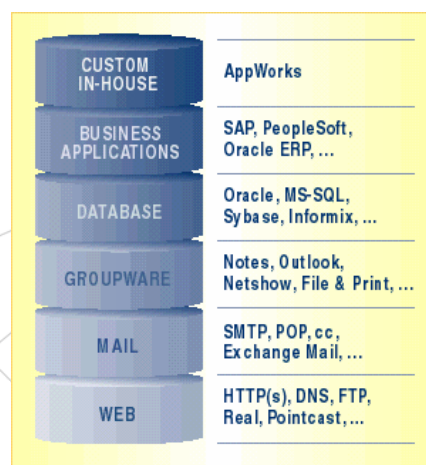 CUSTOM
IN-HOUSE
AppWorks
BUSINESS
APPLICATIONS
SAP, PeopleSoft,
Oracle ERP, ...
DATABASE
Oracle, MS-SQL,
Sybase, Informix, ...
GROUPWARE
Notes, Outlook,
Netshow, File & Print, ...
MAIL
SMTP, POP, cc,
Exchange Mail, ...
WEB
HTTP(s), DNS, FTP,
Real, Pointcast, ...